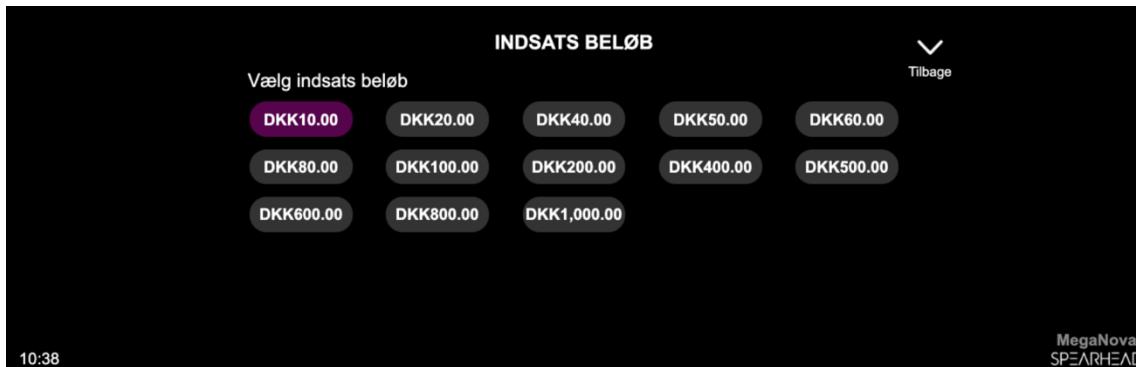 INDSATS BELØB
Tilbage
Vælg indsats beløb
DKK10.00 DKK20.00 DKK40.00 DKK50.00 DKK60.00
DKK80.00 DKK100.00 DKK200.00 DKK400.00 DKK500.00
DKK600.00 DKK800.00 DKK1,000.00
MegaNova
10:38 SPEARHEAD